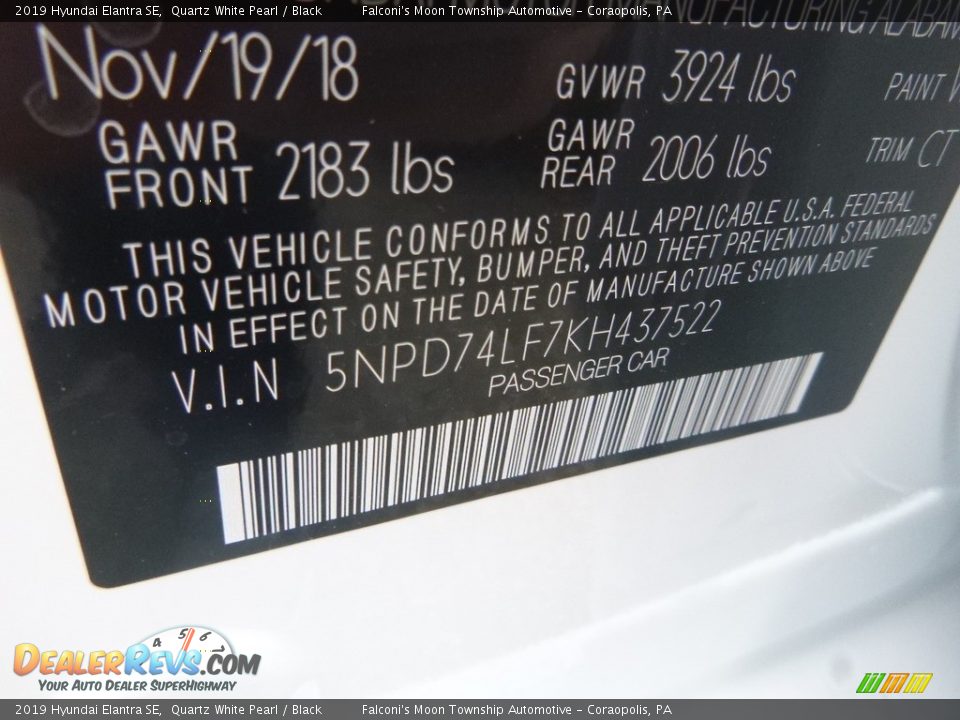 2019 Hyundai Elantra SE, Quartz White Pearl / Black Falconi's Moon Township Automotive - Coraopolis, PA
Nov/19/18 GVWR 3924 lbs PAINT
GAWR FRONT 2183 lbs GAWR REAR 2006 lbs TRIM CT
THIS VEHICLE CONFORMS TO ALL APPLICABLE U.S.A. FEDERAL
MOTOR VEHICLE SAFETY, BUMPER, AND THEFT PREVENTION STANDARDS
IN EFFECT ON THE DATE OF MANUFACTURE SHOWN ABOVE
V.I.N 5NPD74LF7KH437522
PASSENGER CAR
4 5 6
DEALERREVS.COM
YOUR AUTO DEALER SUPERHIGHWAY
2019 Hyundai Elantra SE, Quartz White Pearl / Black Falconi's Moon Township Automotive - Coraopolis, PA